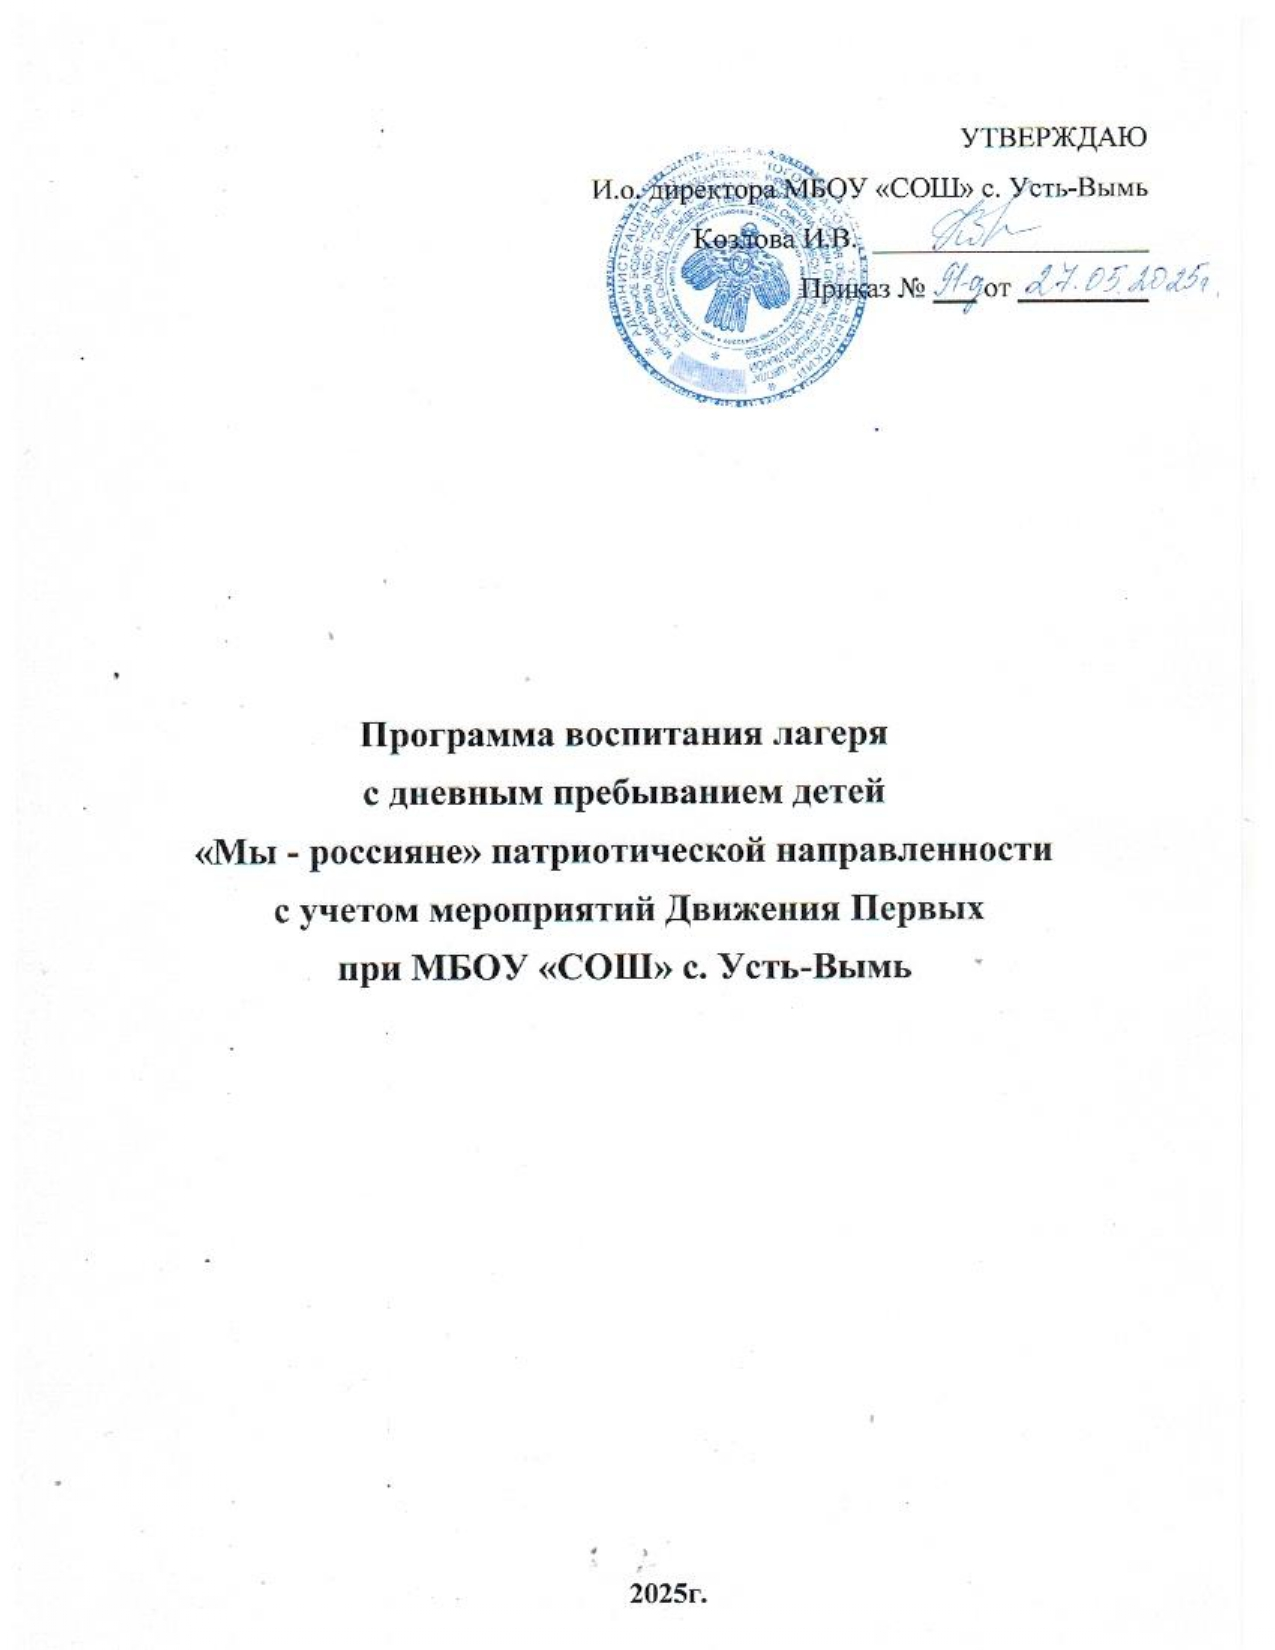 УТВЕРЖДАЮ
И.о. директора МБОУ «СОШ» с. Усть-Вымь
Козлова И.В.
Приказ № от 27.05.2025г.
Программа воспитания лагеря
с дневным пребыванием детей
«Мы - россияне» патриотической направленности
с учетом мероприятий Движения Первых
при МБОУ «СОШ» с. Усть-Вымь
2025г.